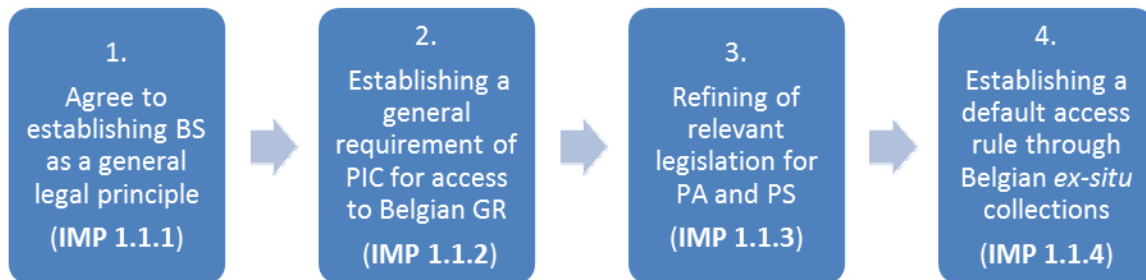 1.
Agree to
establishing BS
as a general
legal principle
(IMP 1.1.1)
2.
Establishing a
general
requirement of
PIC for access
to Belgian GR
(IMP 1.1.2)
3.
Refining of
relevant
legislation for
PA and PS
(IMP 1.1.3)
4.
Establishing a
default access
rule through
Belgian ex-situ
collections
(IMP 1.1.4)